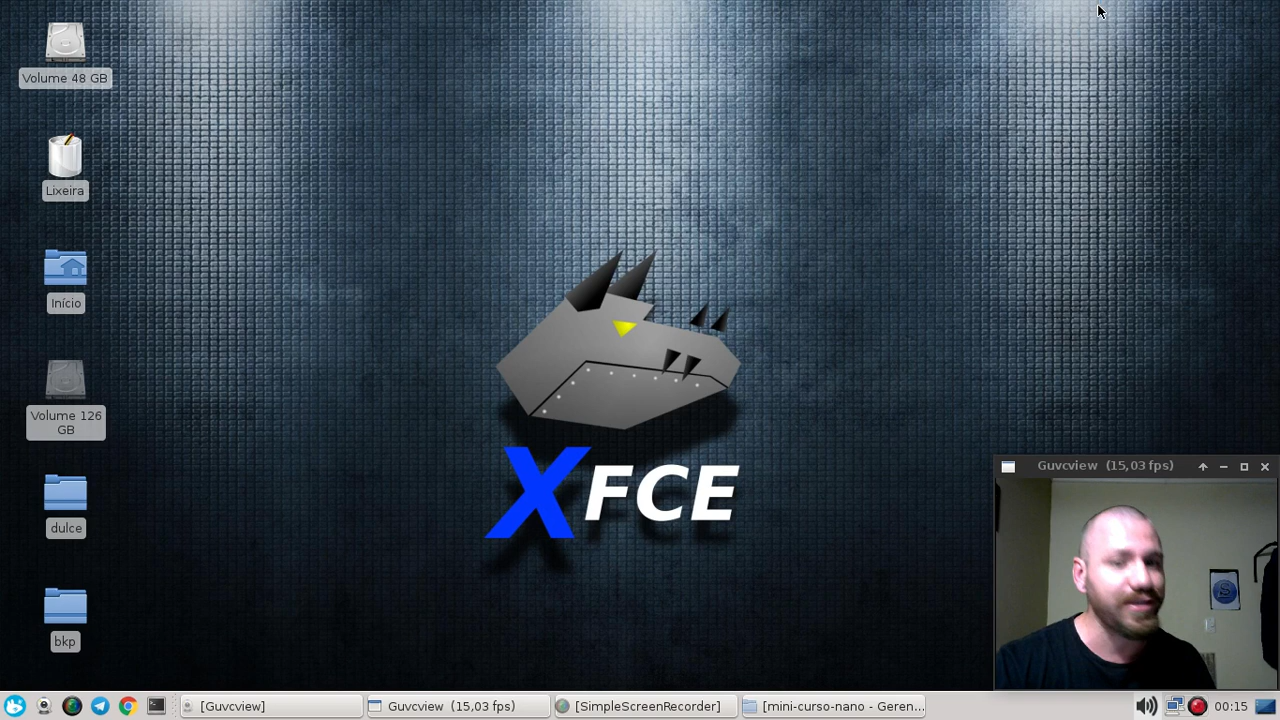 Volume 48 GB
Lixeira
Início
Volume 126
GB
dulce
bkp
XFCE
Guvcview (15,03 fps)
S
[Guvcview]
Guvcview (15,03 fps)
[SimpleScreenRecorder]
[mini-curso-nano - Geren...
00:15